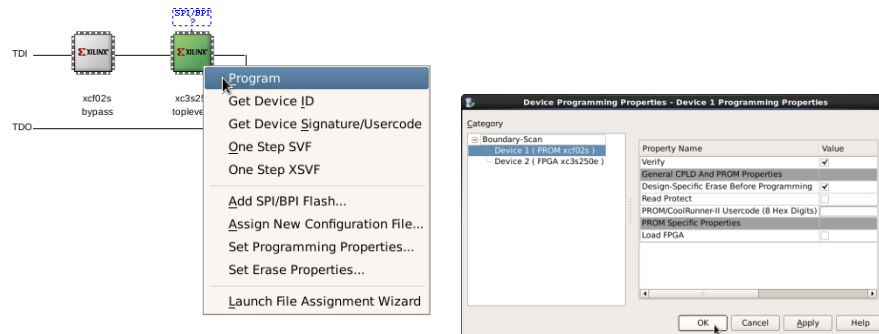 SPI/BPI
?
TDI
XILINX
XILINX
xcf02s
bypass
xc3s25
topleve
TDO
Program
Get Device ID
Get Device Signature/Usercode
One Step SVF
One Step XSVF
Add SPI/BPI Flash...
Assign New Configuration File...
Set Programming Properties...
Set Erase Properties...
Launch File Assignment Wizard
Device Programming Properties - Device 1 Programming Properties
Category
Boundary-Scan
Device 1 ( PROM xcf02s )
Device 2 ( FPGA xc3s250e )
Property Name Value
Verify
General CPLD And PROM Properties
Design-Specific Erase Before Programming
Read Protect
PROM/CoolRunner-II Usercode (8 Hex Digits)
PROM Specific Properties
Load FPGA
OK Cancel Apply Help